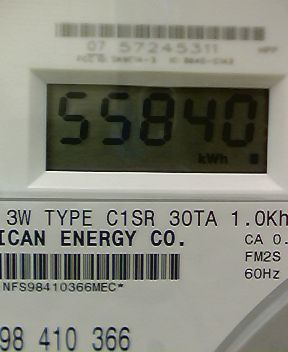 07 57245311
55840
kWh
3W TYPE C1SR 30TA 1.0Kh
ICAN ENERGY CO.
CA 0.
FM2S
60Hz
*NFS98410366MEC*
98 410 366